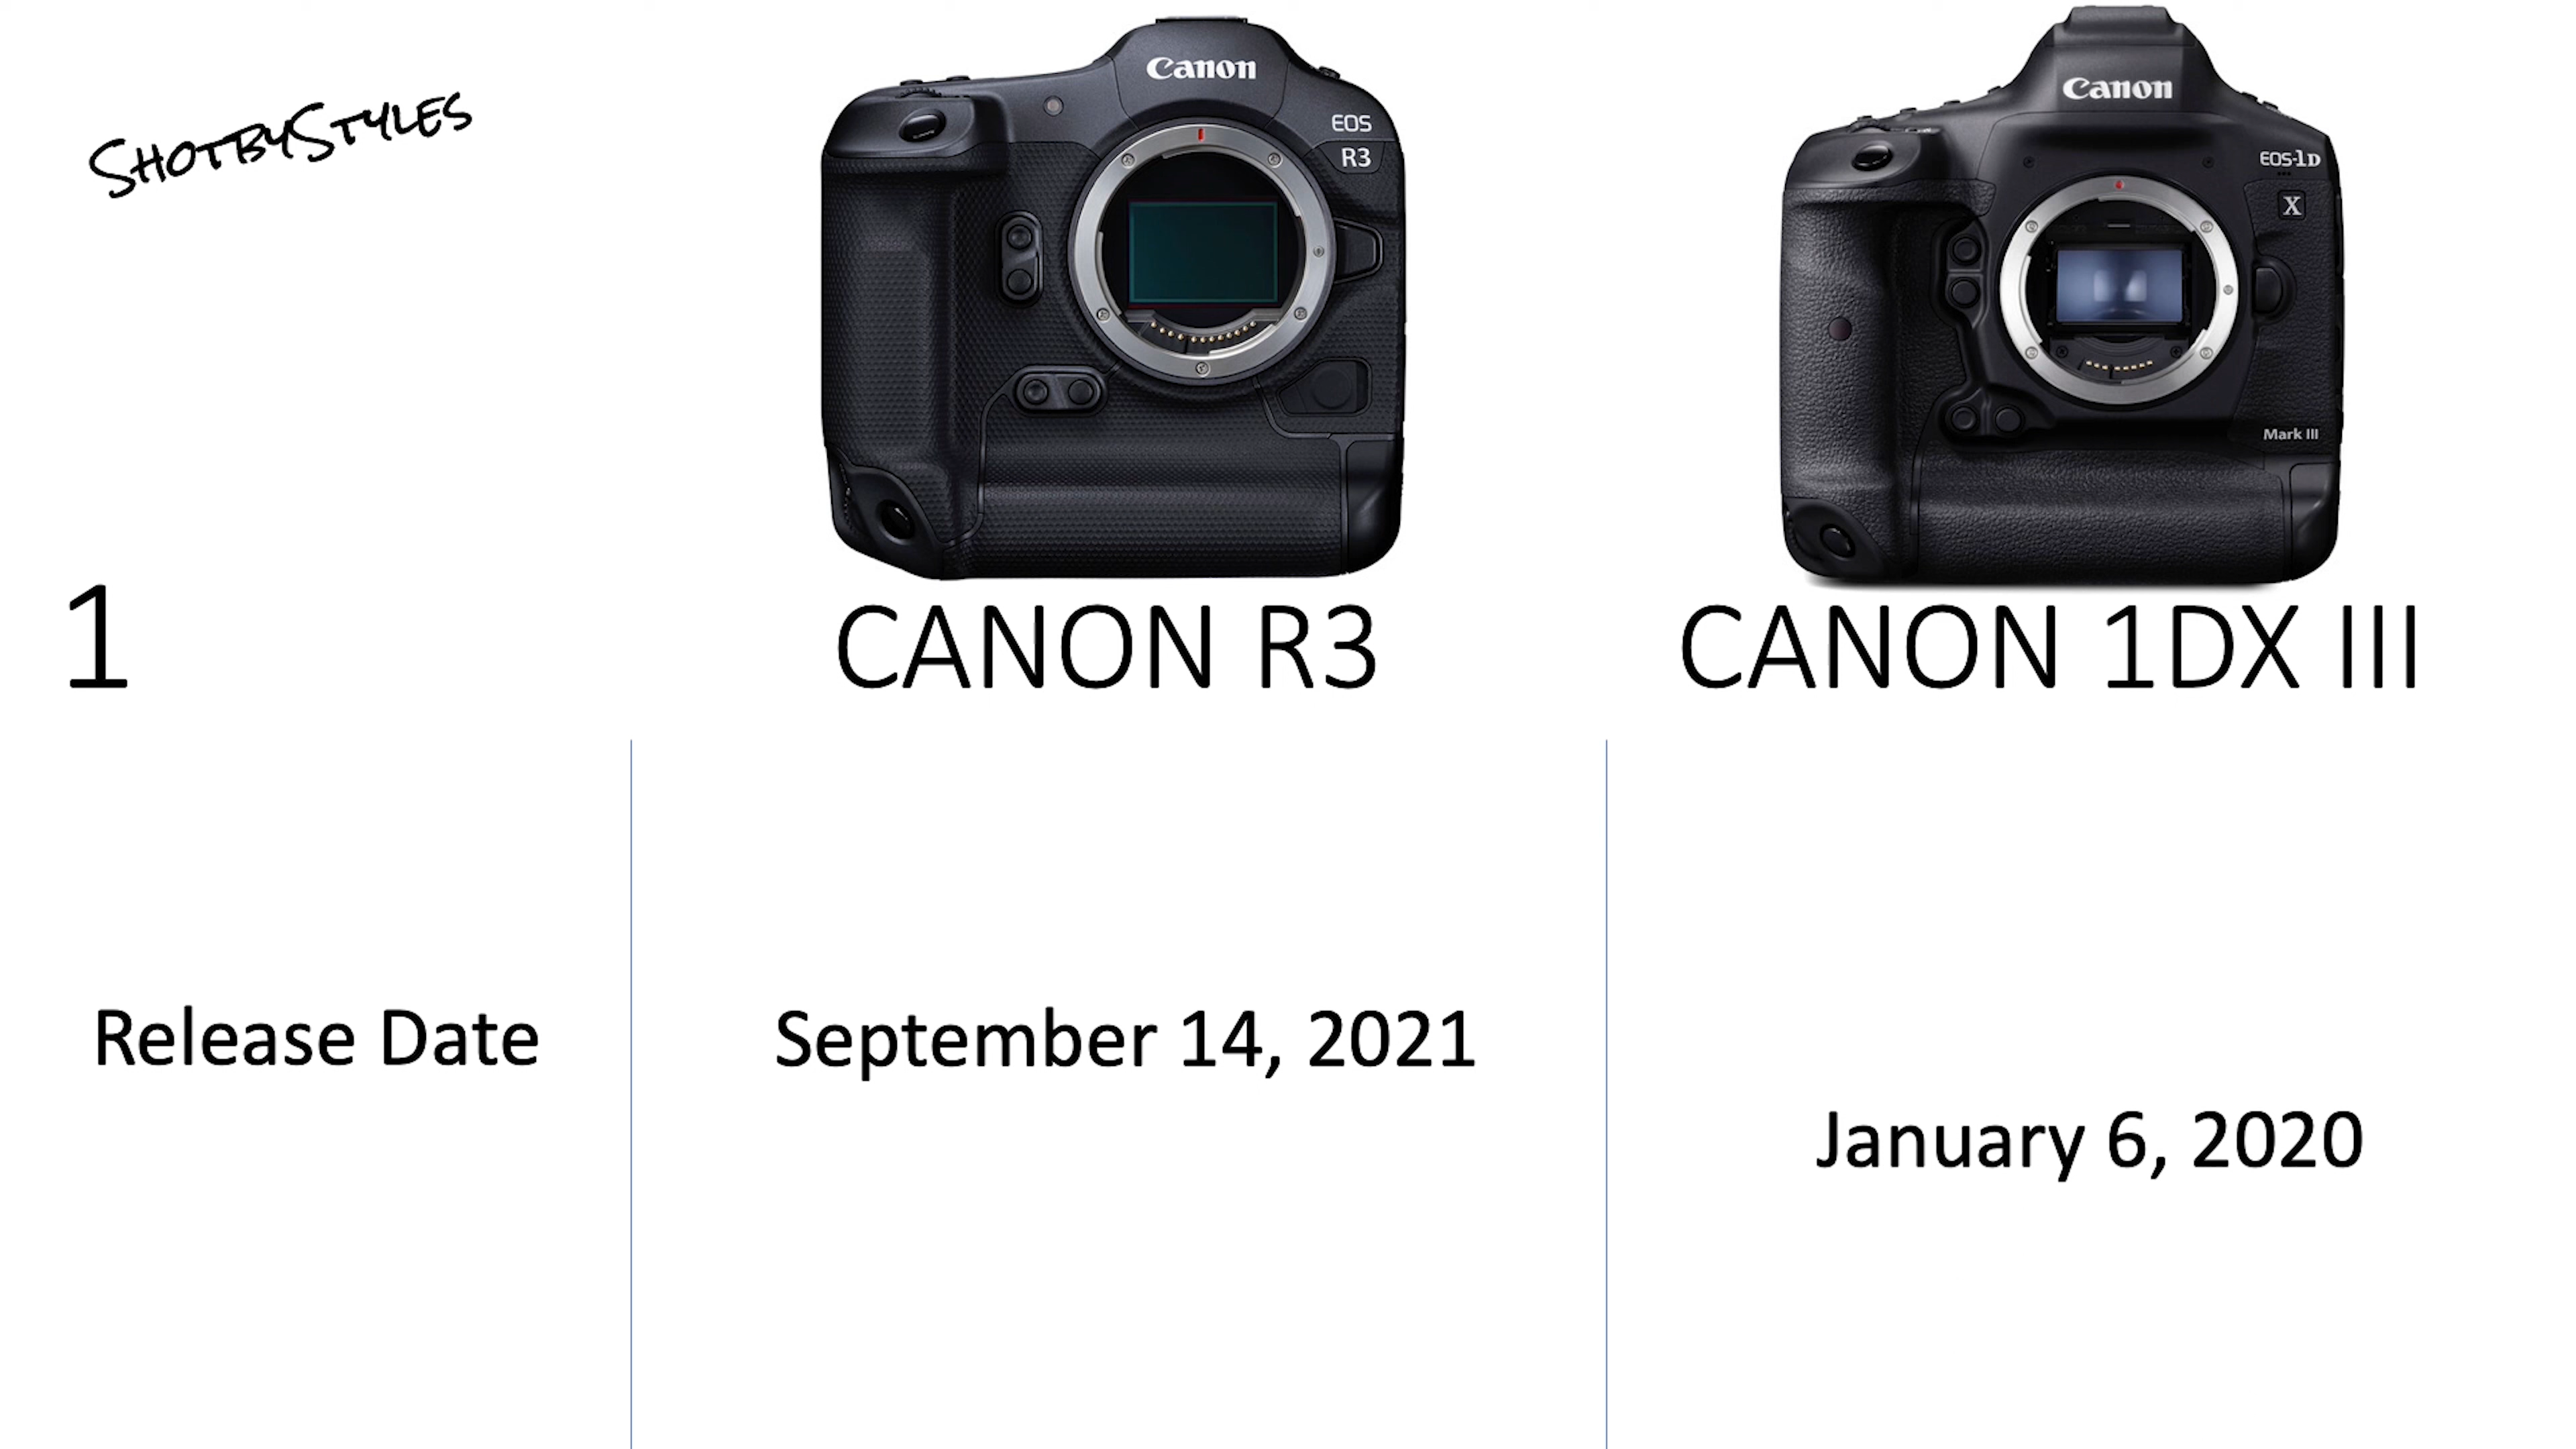 SHOTBYSTYLES
Canon
EOS
R3
Canon
EOS-1D
X
Mark III
1
CANON R3
CANON 1DX III
Release Date
September 14, 2021
January 6, 2020